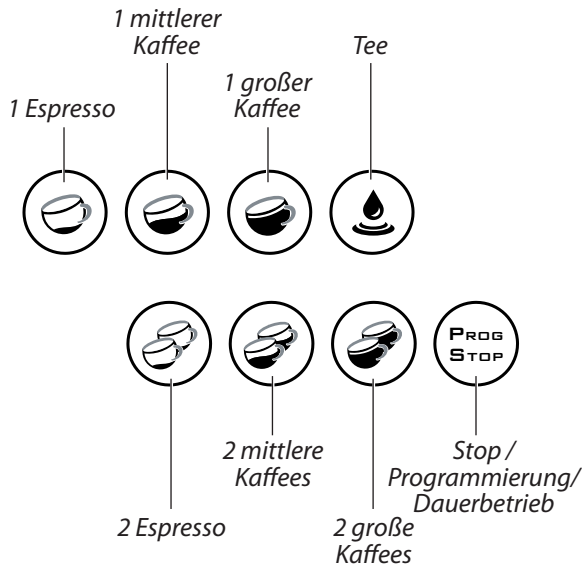 1 mittlerer
Kaffee
Tee
1 großer
Kaffee
1 Espresso
PROG
STOP
2 mittlere
Kaffees
Stop /
Programmierung/
Dauerbetrieb
2 Espresso
2 große
Kaffees